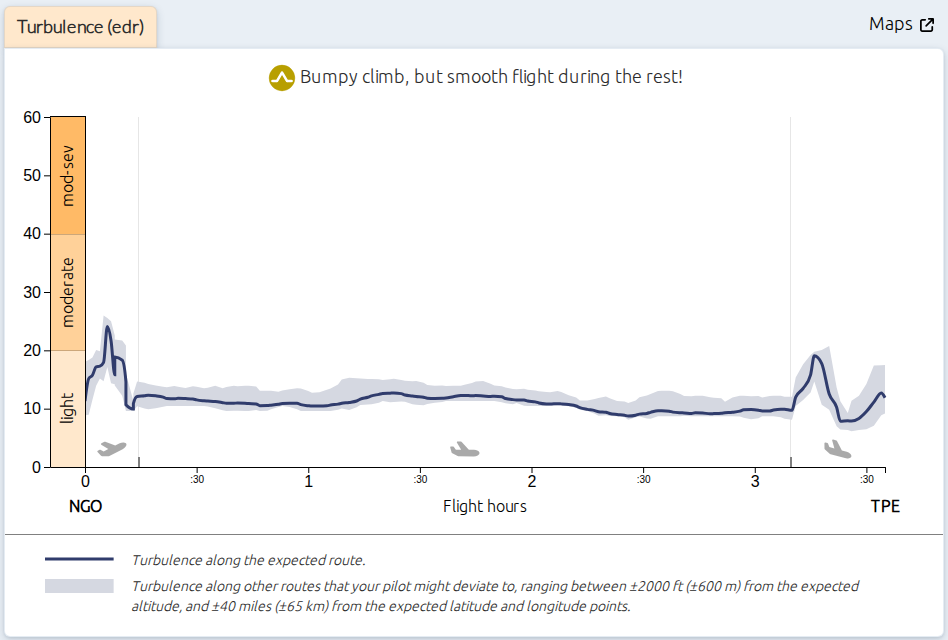 Turbulence (edr)
Maps
Bumpy climb, but smooth flight during the rest!
60
50
40
30
20
10
0
mod-sev
moderate
light
0
:30
1
:30
2
:30
3
:30
NGO
Flight hours
TPE
Turbulence along the expected route.
Turbulence along other routes that your pilot might deviate to, ranging between ±2000 ft (±600 m) from the expected
altitude, and ±40 miles (±65 km) from the expected latitude and longitude points.